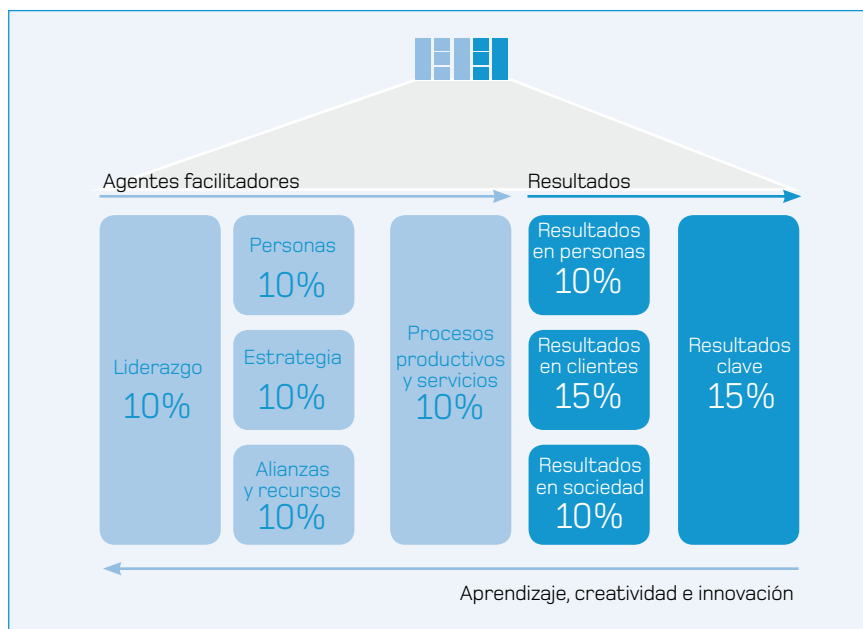 Agentes facilitadores
Resultados
Liderazgo
10%
Personas
10%
Estrategia
10%
Alianzas
y recursos
10%
Procesos
productivos
y servicios
10%
Resultados
en personas
10%
Resultados
en clientes
15%
Resultados
en sociedad
10%
Resultados
clave
15%
Aprendizaje, creatividad e innovación